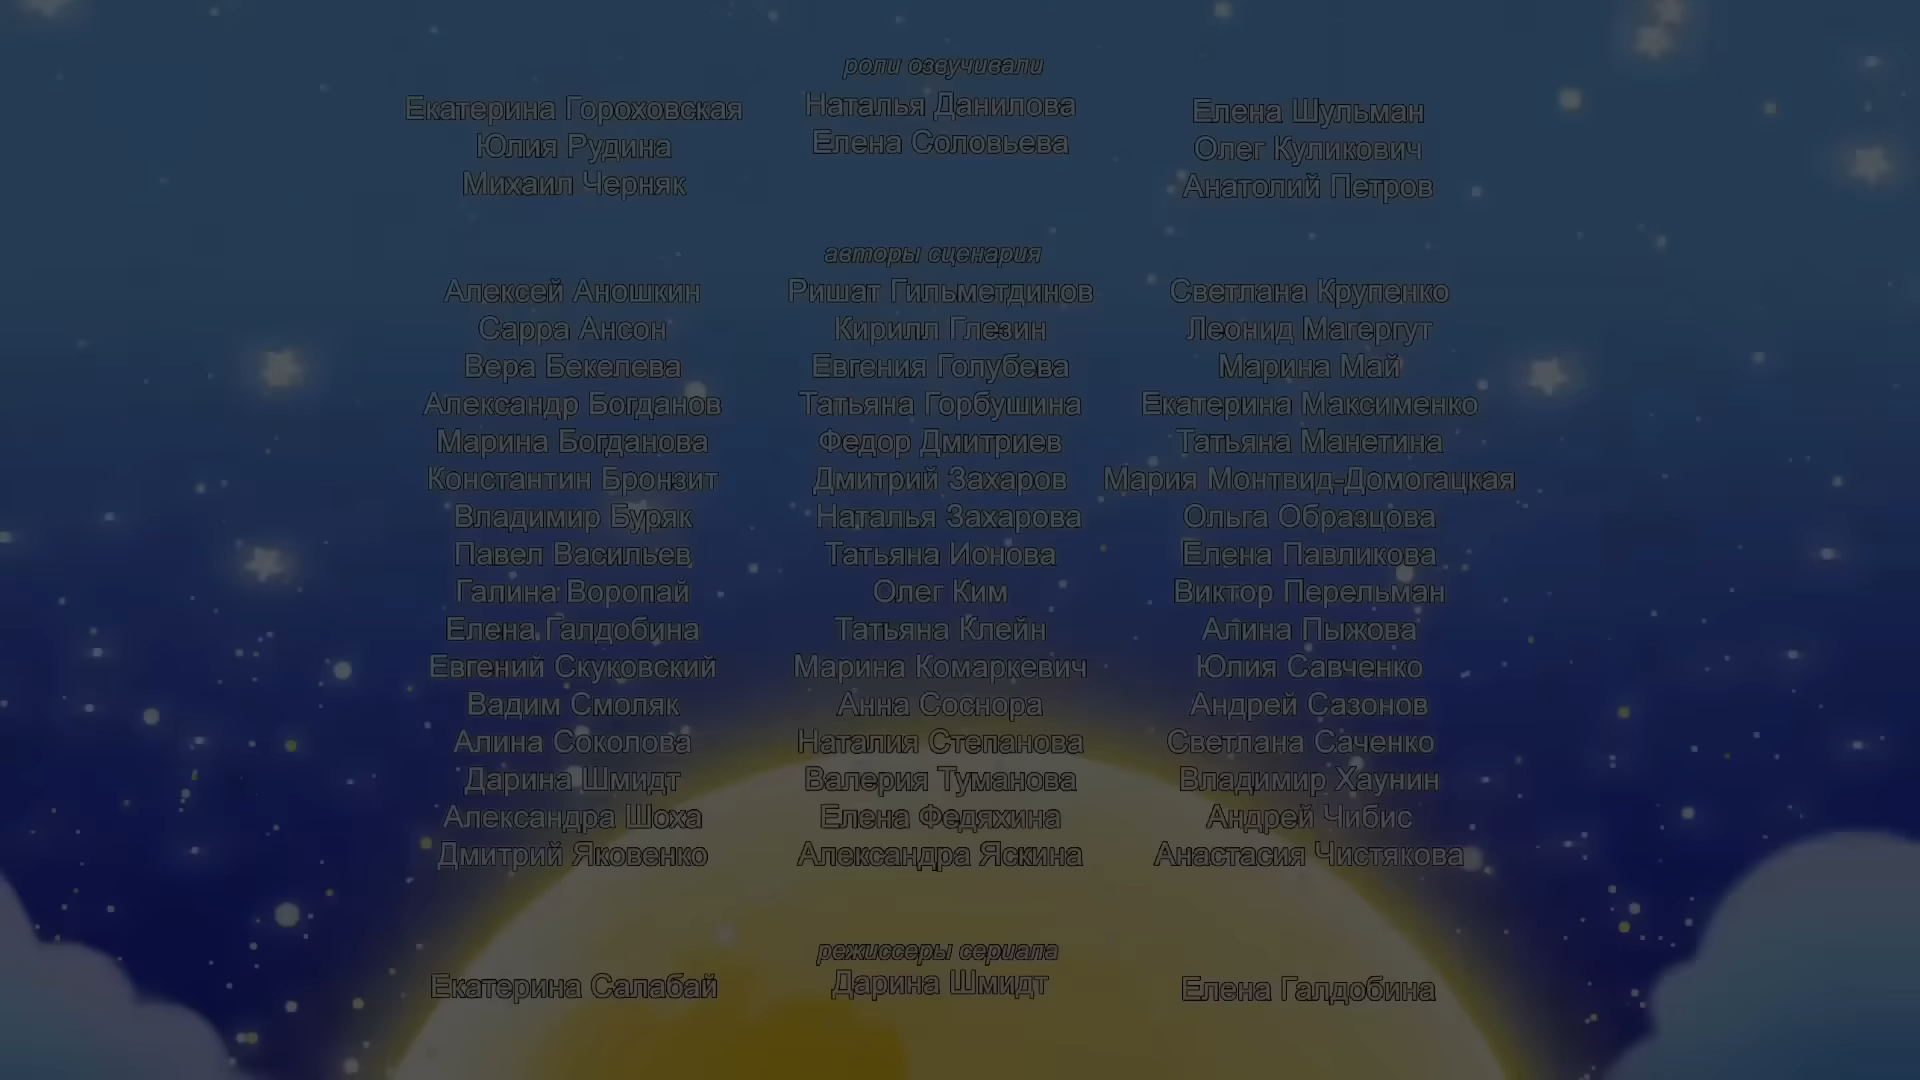 роли озвучивали
Екатерина Гороховская
Наталья Данилова
Елена Шульман
Юлия Рудина
Елена Соловьева
Олег Куликович
Михаил Черняк
Анатолий Петров
авторы сценария
Алексей Аношкин
Ришат Гильметдинов
Светлана Крупенко
Сарра Ансон
Кирилл Глезин
Леонид Магергут
Вера Бекелева
Евгения Голубева
Марина Май
Александр Богданов
Татьяна Горбушина
Екатерина Максименко
Марина Богданова
Федор Дмитриев
Татьяна Манетина
Константин Бронзит
Дмитрий Захаров
Мария Монтвид-Домогацкая
Владимир Буряк
Наталья Захарова
Ольга Образцова
Павел Васильев
Татьяна Ионова
Елена Павликова
Галина Воропай
Олег Ким
Виктор Перельман
Елена Галдобина
Татьяна Клейн
Алина Пыжова
Евгений Скуковский
Марина Комаркевич
Юлия Савченко
Вадим Смоляк
Анна Соснора
Андрей Сазонов
Алина Соколова
Наталия Степанова
Светлана Саченко
Дарина Шмидт
Валерия Туманова
Владимир Хаунин
Александра Шоха
Елена Федяхина
Андрей Чибис
Дмитрий Яковенко
Александра Яскина
Анастасия Чистякова
режиссеры сериала
Екатерина Салабай
Дарина Шмидт
Елена Галдобина